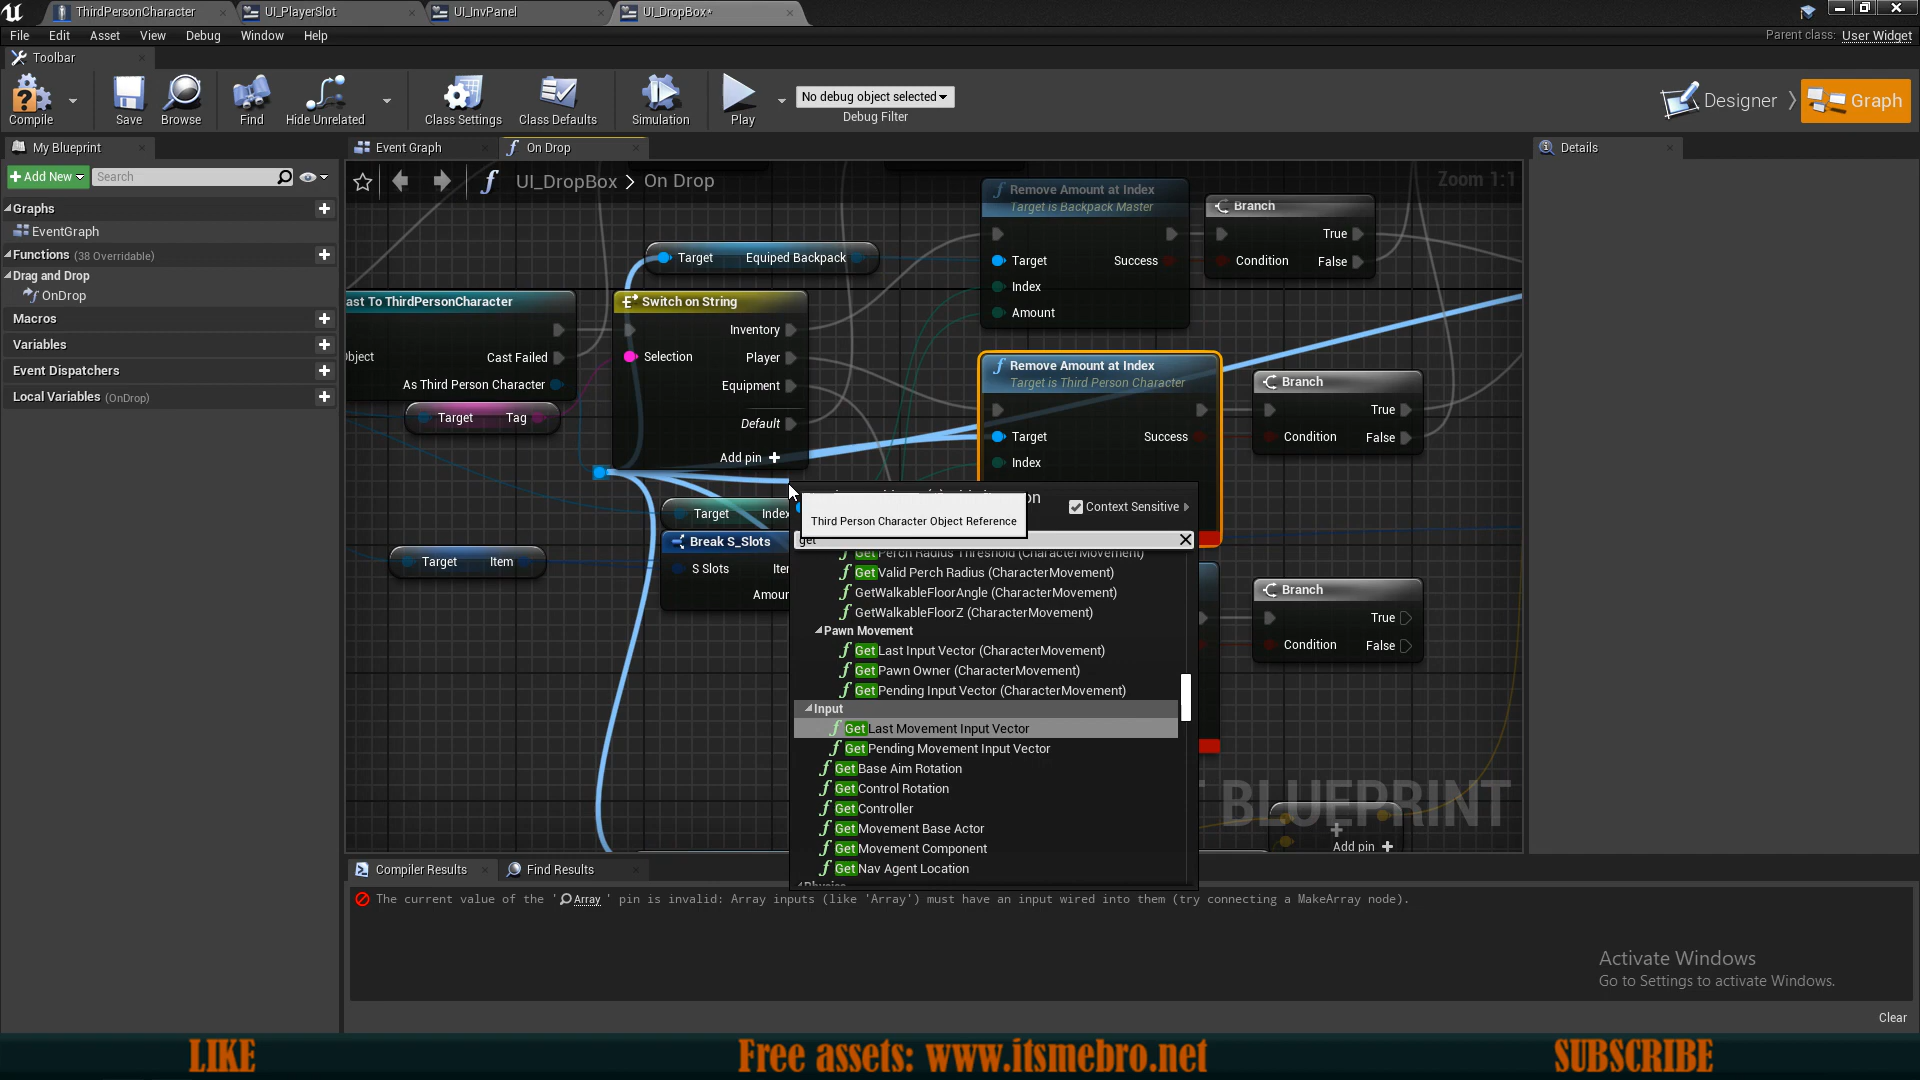 ThirdPersonCharacter
UI_PlayerSlot
UI_InvPanel
UI_DropBox*
File Edit Asset View Debug Window Help
Parent class: User Widget
Toolbar
Compile
Save
Browse
Find
Hide Unrelated
Class Settings
Class Defaults
Simulation
Play
No debug object selected
Debug Filter
Designer
Graph
My Blueprint
Event Graph
On Drop
Details
Add New
Search
UI_DropBox > On Drop
Zoom 1:1
Graphs
EventGraph
Functions (38 Overridable)
Drag and Drop
OnDrop
Macros
Variables
Event Dispatchers
Local Variables (OnDrop)
Remove Amount at Index
Target is Backpack Master
Target
Success
Index
Amount
Branch
True
Condition
False
Target
Equiped Backpack
ast To ThirdPersonCharacter
Object
Cast Failed
As Third Person Character
Target
Tag
Switch on String
Selection
Inventory
Player
Equipment
Default
Add pin
Remove Amount at Index
Target is Third Person Character
Target
Success
Index
Branch
True
Condition
False
Target
Index
Break S_Slots
S Slots
Amour
Target
Item
Third Person Character Object Reference
Context Sensitive
get
Get Perch Radius Threshold (CharacterMovement)
Get Valid Perch Radius (CharacterMovement)
GetWalkableFloorAngle (CharacterMovement)
GetWalkableFloorZ (CharacterMovement)
Pawn Movement
Get Last Input Vector (CharacterMovement)
Get Pawn Owner (CharacterMovement)
Get Pending Input Vector (CharacterMovement)
Input
Get Last Movement Input Vector
Get Pending Movement Input Vector
Get Base Aim Rotation
Get Control Rotation
Get Controller
Get Movement Base Actor
Get Movement Component
Get Nav Agent Location
Branch
True
Condition
False
BLUEPRINT
Add pin
Compiler Results
Find Results
The current value of the ' Array ' pin is invalid: Array inputs (like 'Array') must have an input wired into them (try connecting a MakeArray node).
Activate Windows
Go to Settings to activate Windows.
Clear
LIKE
Free assets: www.itsmebro.net
SUBSCRIBE